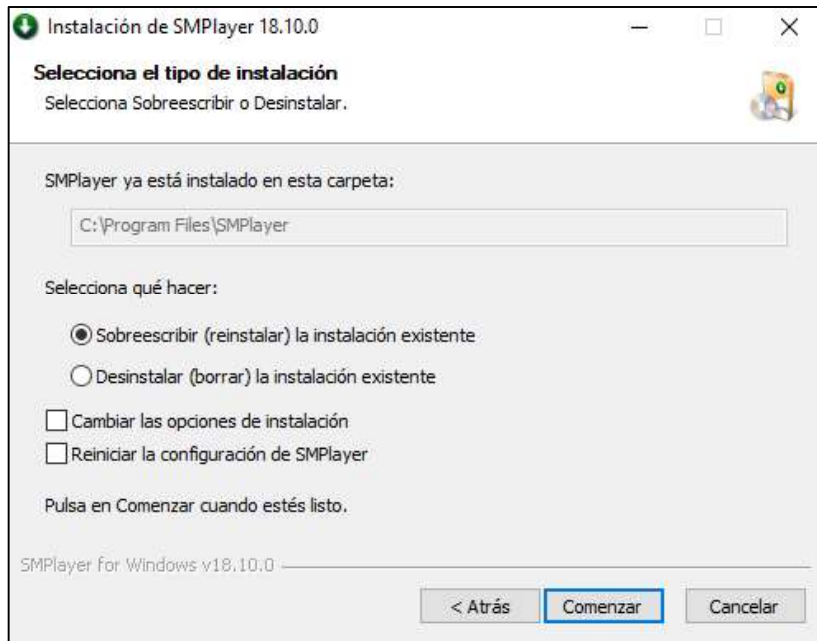 Instalación de SMPlayer 18.10.0
Selecciona el tipo de instalación
Selecciona Sobreescribir o Desinstalar.
SMPlayer ya está instalado en esta carpeta:
C:\Program Files\SMPlayer
Selecciona qué hacer:
Sobreescribir (reinstalar) la instalación existente
Desinstalar (borrar) la instalación existente
Cambiar las opciones de instalación
Reiniciar la configuración de SMPlayer
Pulsa en Comenzar cuando estés listo.
SMPlayer for Windows v18.10.0
< Atrás Comenzar Cancelar